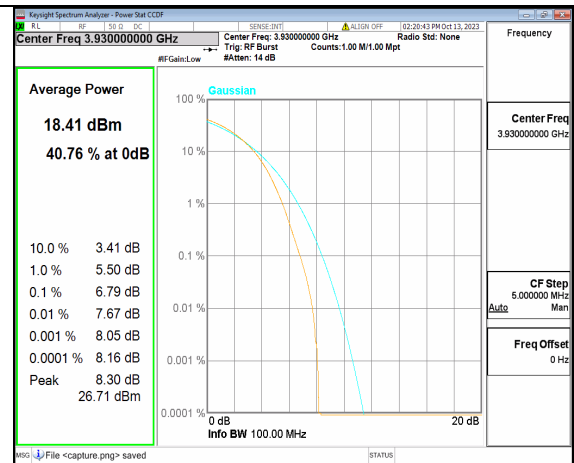 Keysight Spectrum Analyzer - Power Stat CCDF
RL RF 50 Ω DC SENSE:INT ALIGN OFF 02:20:43 PM Oct 13, 2023
Center Freq 3.930000000 GHz
Center Freq: 3.930000000 GHz Radio Std: None
Trig: RF Burst Counts:1.00 M/1.00 Mpt
#IFGain:Low #Atten: 14 dB
Frequency
Average Power
18.41 dBm
40.76 % at 0dB
10.0 % 3.41 dB
1.0 % 5.50 dB
0.1 % 6.79 dB
0.01 % 7.67 dB
0.001 % 8.05 dB
0.0001 % 8.16 dB
Peak 8.30 dB
26.71 dBm
Gaussian
100 %
10 %
1 %
0.1 %
0.01 %
0.001 %
0.0001 %
0 dB 20 dB
Info BW 100.00 MHz
Center Freq
3.930000000 GHz
CF Step
5.000000 MHz
Auto Man
Freq Offset
0 Hz
MSG File <capture.png> saved STATUS